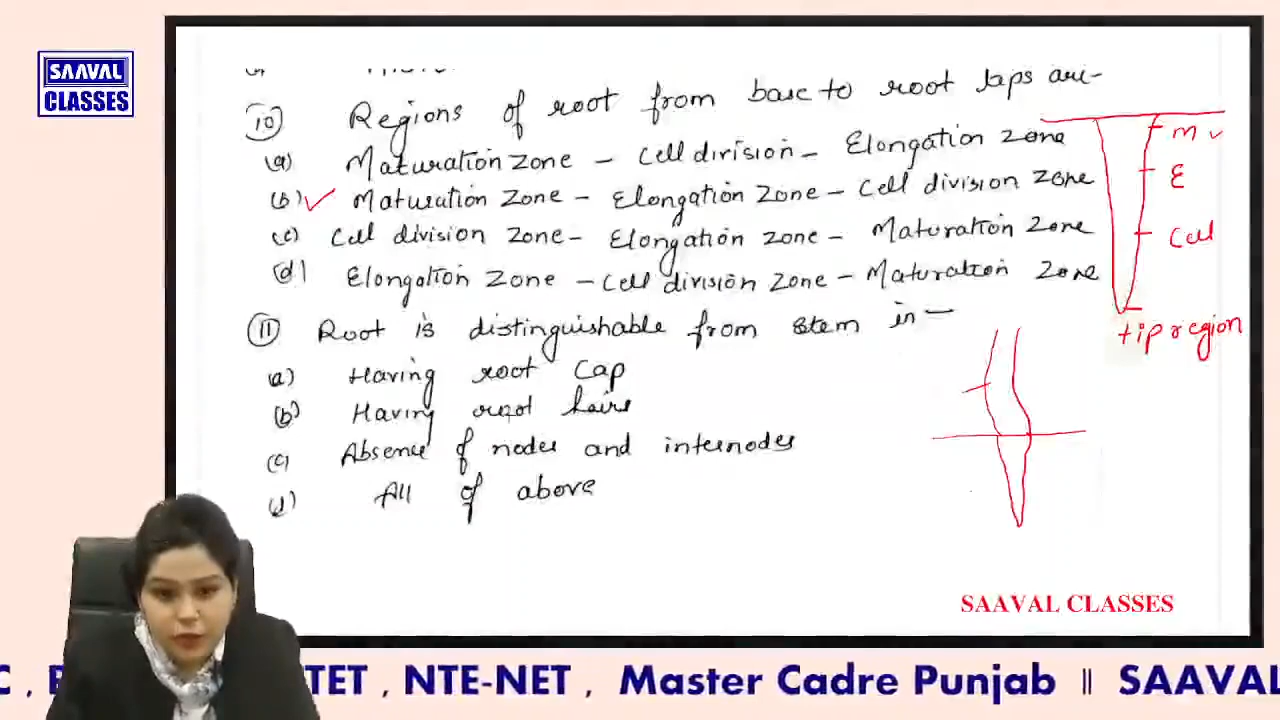 SAAVAL
CLASSES
(10) Regions of root from base to root taps are-
(a) Maturation zone - Cell division - Elongation zone
(b) ✓ Maturation Zone - Elongation Zone - Cell division zone
(c) Cell division zone - Elongation zone - Maturation Zone
(d) Elongation Zone - Cell division Zone - Maturation Zone
m ✓
E
Cell
tip region
(11) Root is distinguishable from stem in -
(a) Having root Cap
(b) Having root hairs
(c) Absence of nodes and internodes
(d) All of above
SAAVAL CLASSES
C , TET , NTE-NET , Master Cadre Punjab || SAAVAL